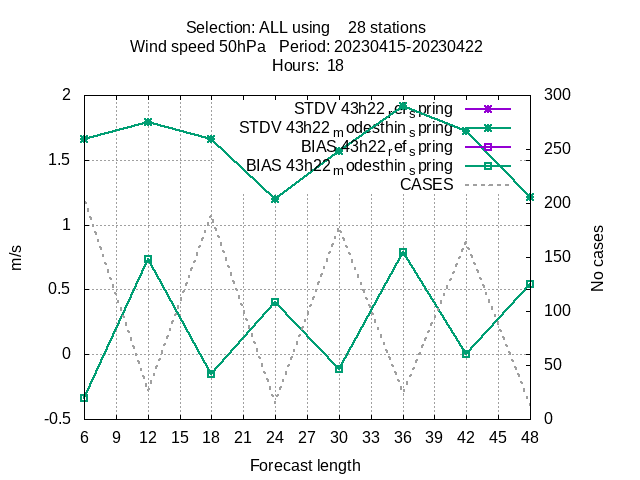 Selection: ALL using 28 stations
Wind speed 50hPa Period: 20230415-20230422
Hours: 18
2
1.5
1
0.5
0
-0.5
300
250
200
150
100
50
0
STDV 43h22_ref_spring
STDV 43h22_modesthin_spring
BIAS 43h22_ref_spring
BIAS 43h22_modesthin_spring
CASES
m/s
No cases
6 9 12 15 18 21 24 27 30 33 36 39 42 45 48
Forecast length